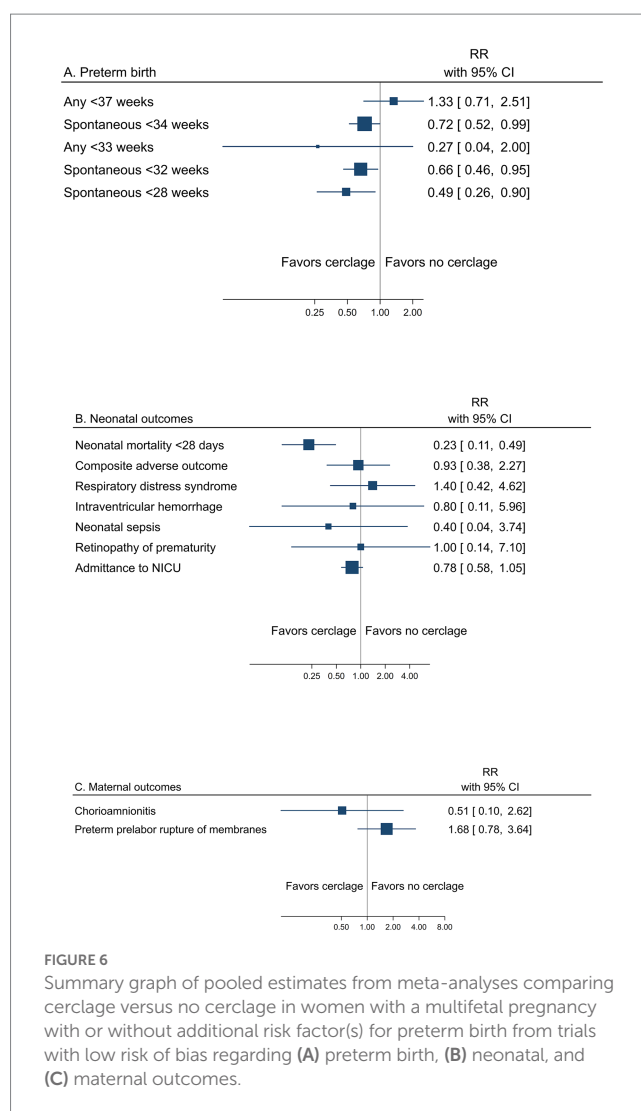 RR
A. Preterm birth with 95% CI
Any <37 weeks 1.33 [ 0.71, 2.51]
Spontaneous <34 weeks 0.72 [ 0.52, 0.99]
Any <33 weeks 0.27 [ 0.04, 2.00]
Spontaneous <32 weeks 0.66 [ 0.46, 0.95]
Spontaneous <28 weeks 0.49 [ 0.26, 0.90]
Favors cerclage Favors no cerclage
0.25 0.50 1.00 2.00
RR
B. Neonatal outcomes with 95% CI
Neonatal mortality <28 days 0.23 [ 0.11, 0.49]
Composite adverse outcome 0.93 [ 0.38, 2.27]
Respiratory distress syndrome 1.40 [ 0.42, 4.62]
Intraventricular hemorrhage 0.80 [ 0.11, 5.96]
Neonatal sepsis 0.40 [ 0.04, 3.74]
Retinopathy of prematurity 1.00 [ 0.14, 7.10]
Admittance to NICU 0.78 [ 0.58, 1.05]
Favors cerclage Favors no cerclage
0.25 0.50 1.00 2.00 4.00
RR
C. Maternal outcomes with 95% CI
Chorioamnionitis 0.51 [ 0.10, 2.62]
Preterm prelabor rupture of membranes 1.68 [ 0.78, 3.64]
Favors cerclage Favors no cerclage
0.50 1.00 2.00 4.00 8.00
FIGURE 6
Summary graph of pooled estimates from meta-analyses comparing
cerclage versus no cerclage in women with a multifetal pregnancy
with or without additional risk factor(s) for preterm birth from trials
with low risk of bias regarding (A) preterm birth, (B) neonatal, and
(C) maternal outcomes.